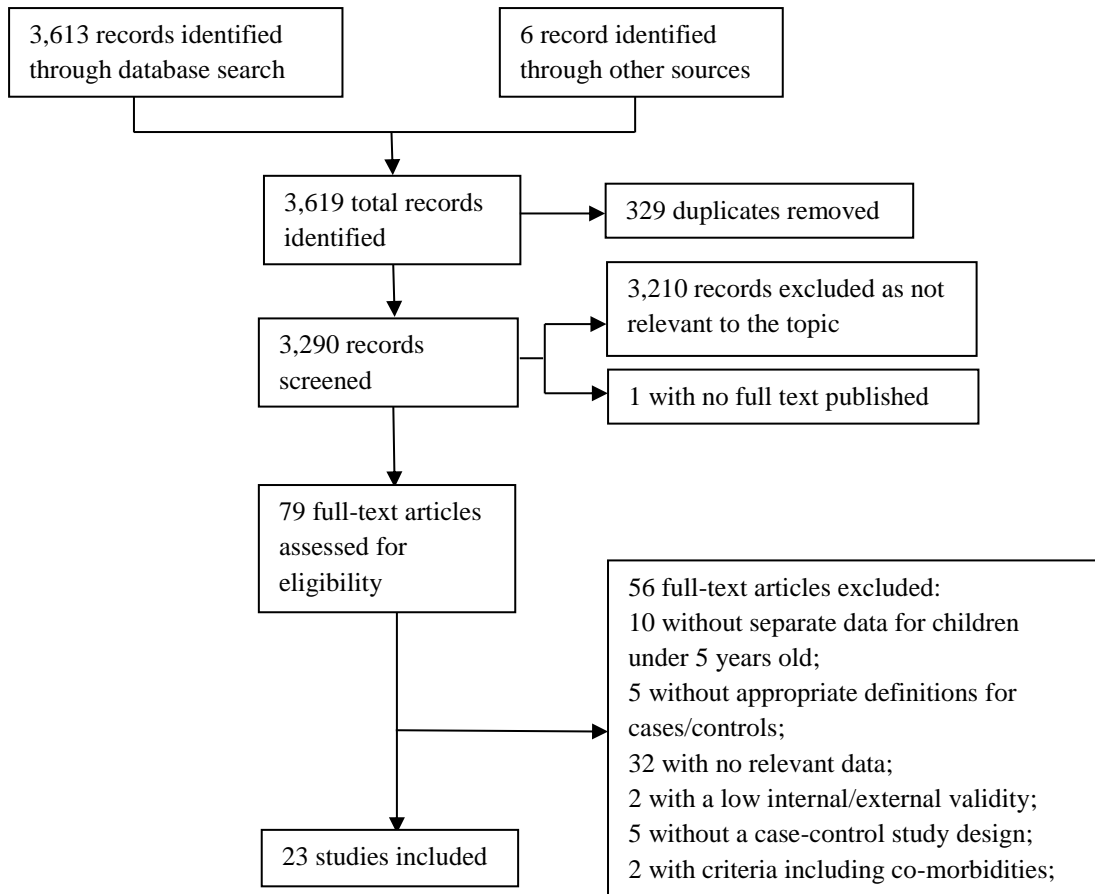 3,613 records identified
through database search
6 record identified
through other sources
3,619 total records
identified
329 duplicates removed
3,210 records excluded as not
relevant to the topic
3,290 records
screened
1 with no full text published
79 full-text articles
assessed for
eligibility
56 full-text articles excluded:
10 without separate data for children
under 5 years old;
5 without appropriate definitions for
cases/controls;
32 with no relevant data;
2 with a low internal/external validity;
5 without a case-control study design;
2 with criteria including co-morbidities;
23 studies included